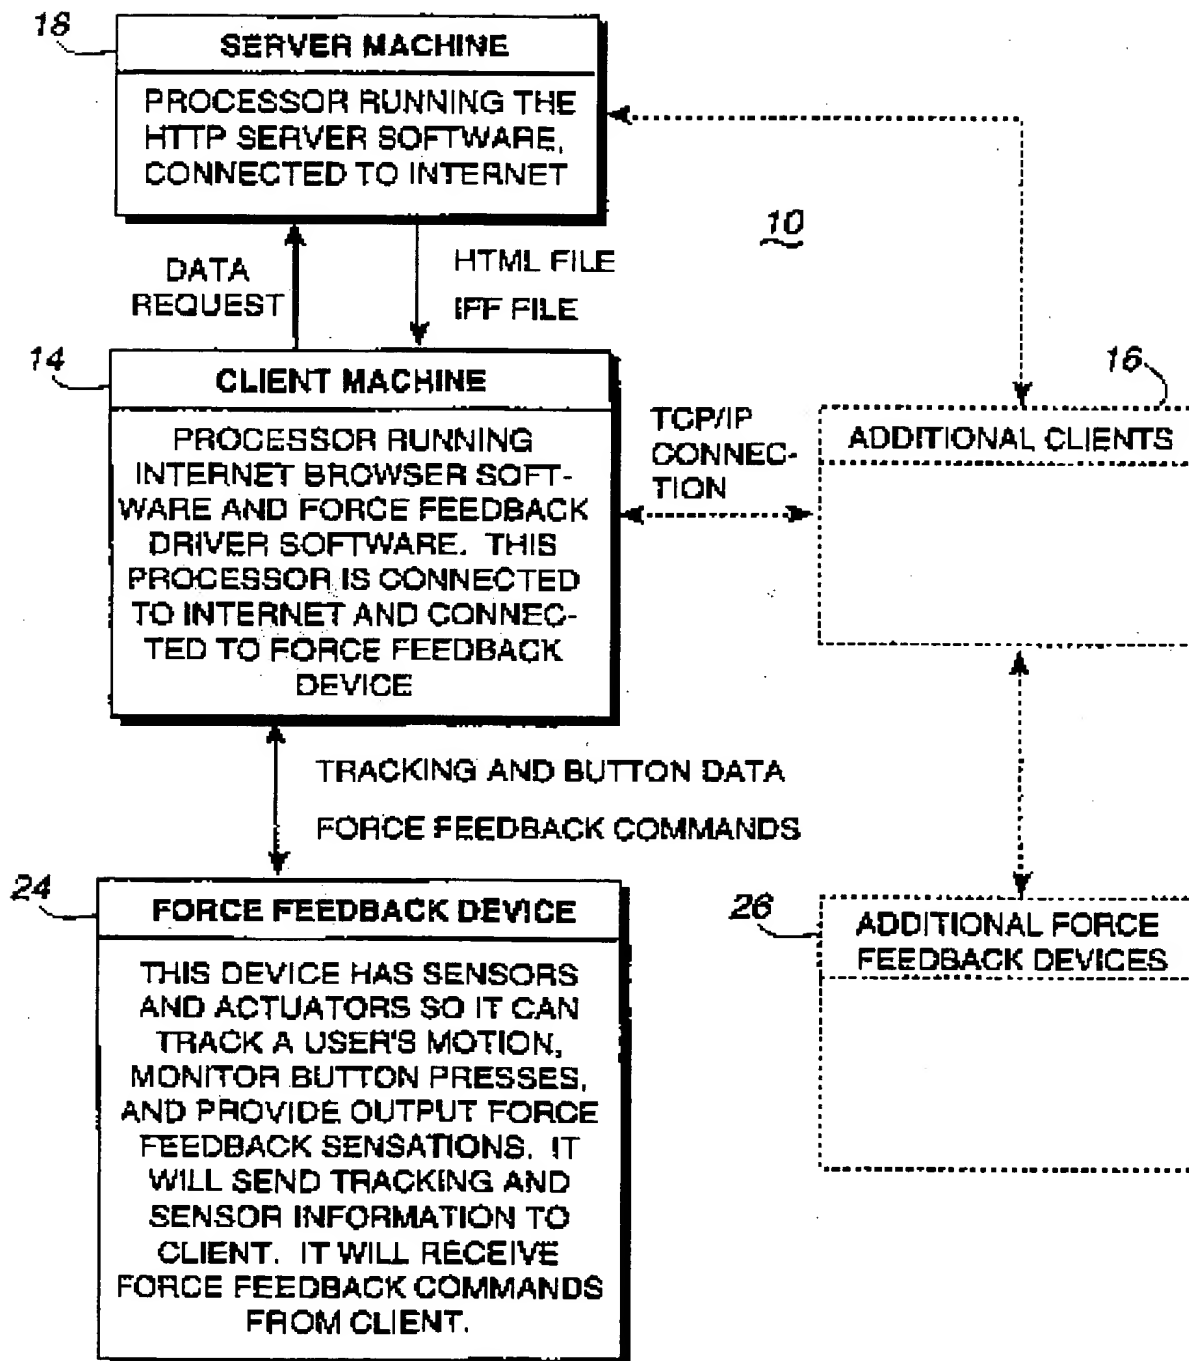 18
SERVER MACHINE
PROCESSOR RUNNING THE
HTTP SERVER SOFTWARE,
CONNECTED TO INTERNET
10
DATA
REQUEST
HTML FILE
IFF FILE
14
CLIENT MACHINE
PROCESSOR RUNNING
INTERNET BROWSER SOFT-
WARE AND FORCE FEEDBACK
DRIVER SOFTWARE. THIS
PROCESSOR IS CONNECTED
TO INTERNET AND CONNEC-
TED TO FORCE FEEDBACK
DEVICE
TCP/IP
CONNEC-
TION
16
ADDITIONAL CLIENTS
TRACKING AND BUTTON DATA
FORCE FEEDBACK COMMANDS
24
FORCE FEEDBACK DEVICE
THIS DEVICE HAS SENSORS
AND ACTUATORS SO IT CAN
TRACK A USER'S MOTION,
MONITOR BUTTON PRESSES,
AND PROVIDE OUTPUT FORCE
FEEDBACK SENSATIONS. IT
WILL SEND TRACKING AND
SENSOR INFORMATION TO
CLIENT. IT WILL RECEIVE
FORCE FEEDBACK COMMANDS
FROM CLIENT.
26
ADDITIONAL FORCE
FEEDBACK DEVICES